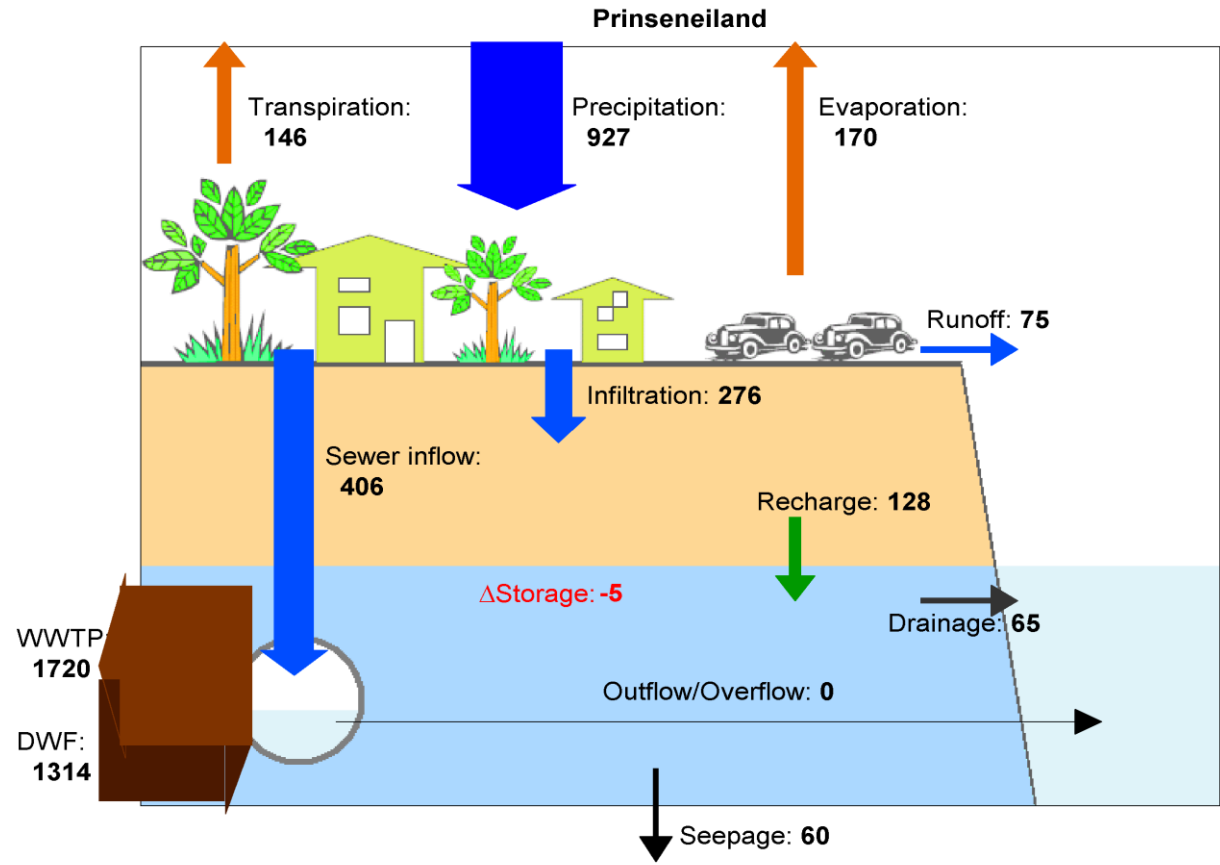 Prinseneiland
Transpiration:
146
Precipitation:
927
Evaporation:
170
Runoff: 75
Infiltration: 276
Sewer inflow:
406
Recharge: 128
ΔStorage: -5
Drainage: 65
WWTP:
1720
Outflow/Overflow: 0
DWF:
1314
Seepage: 60